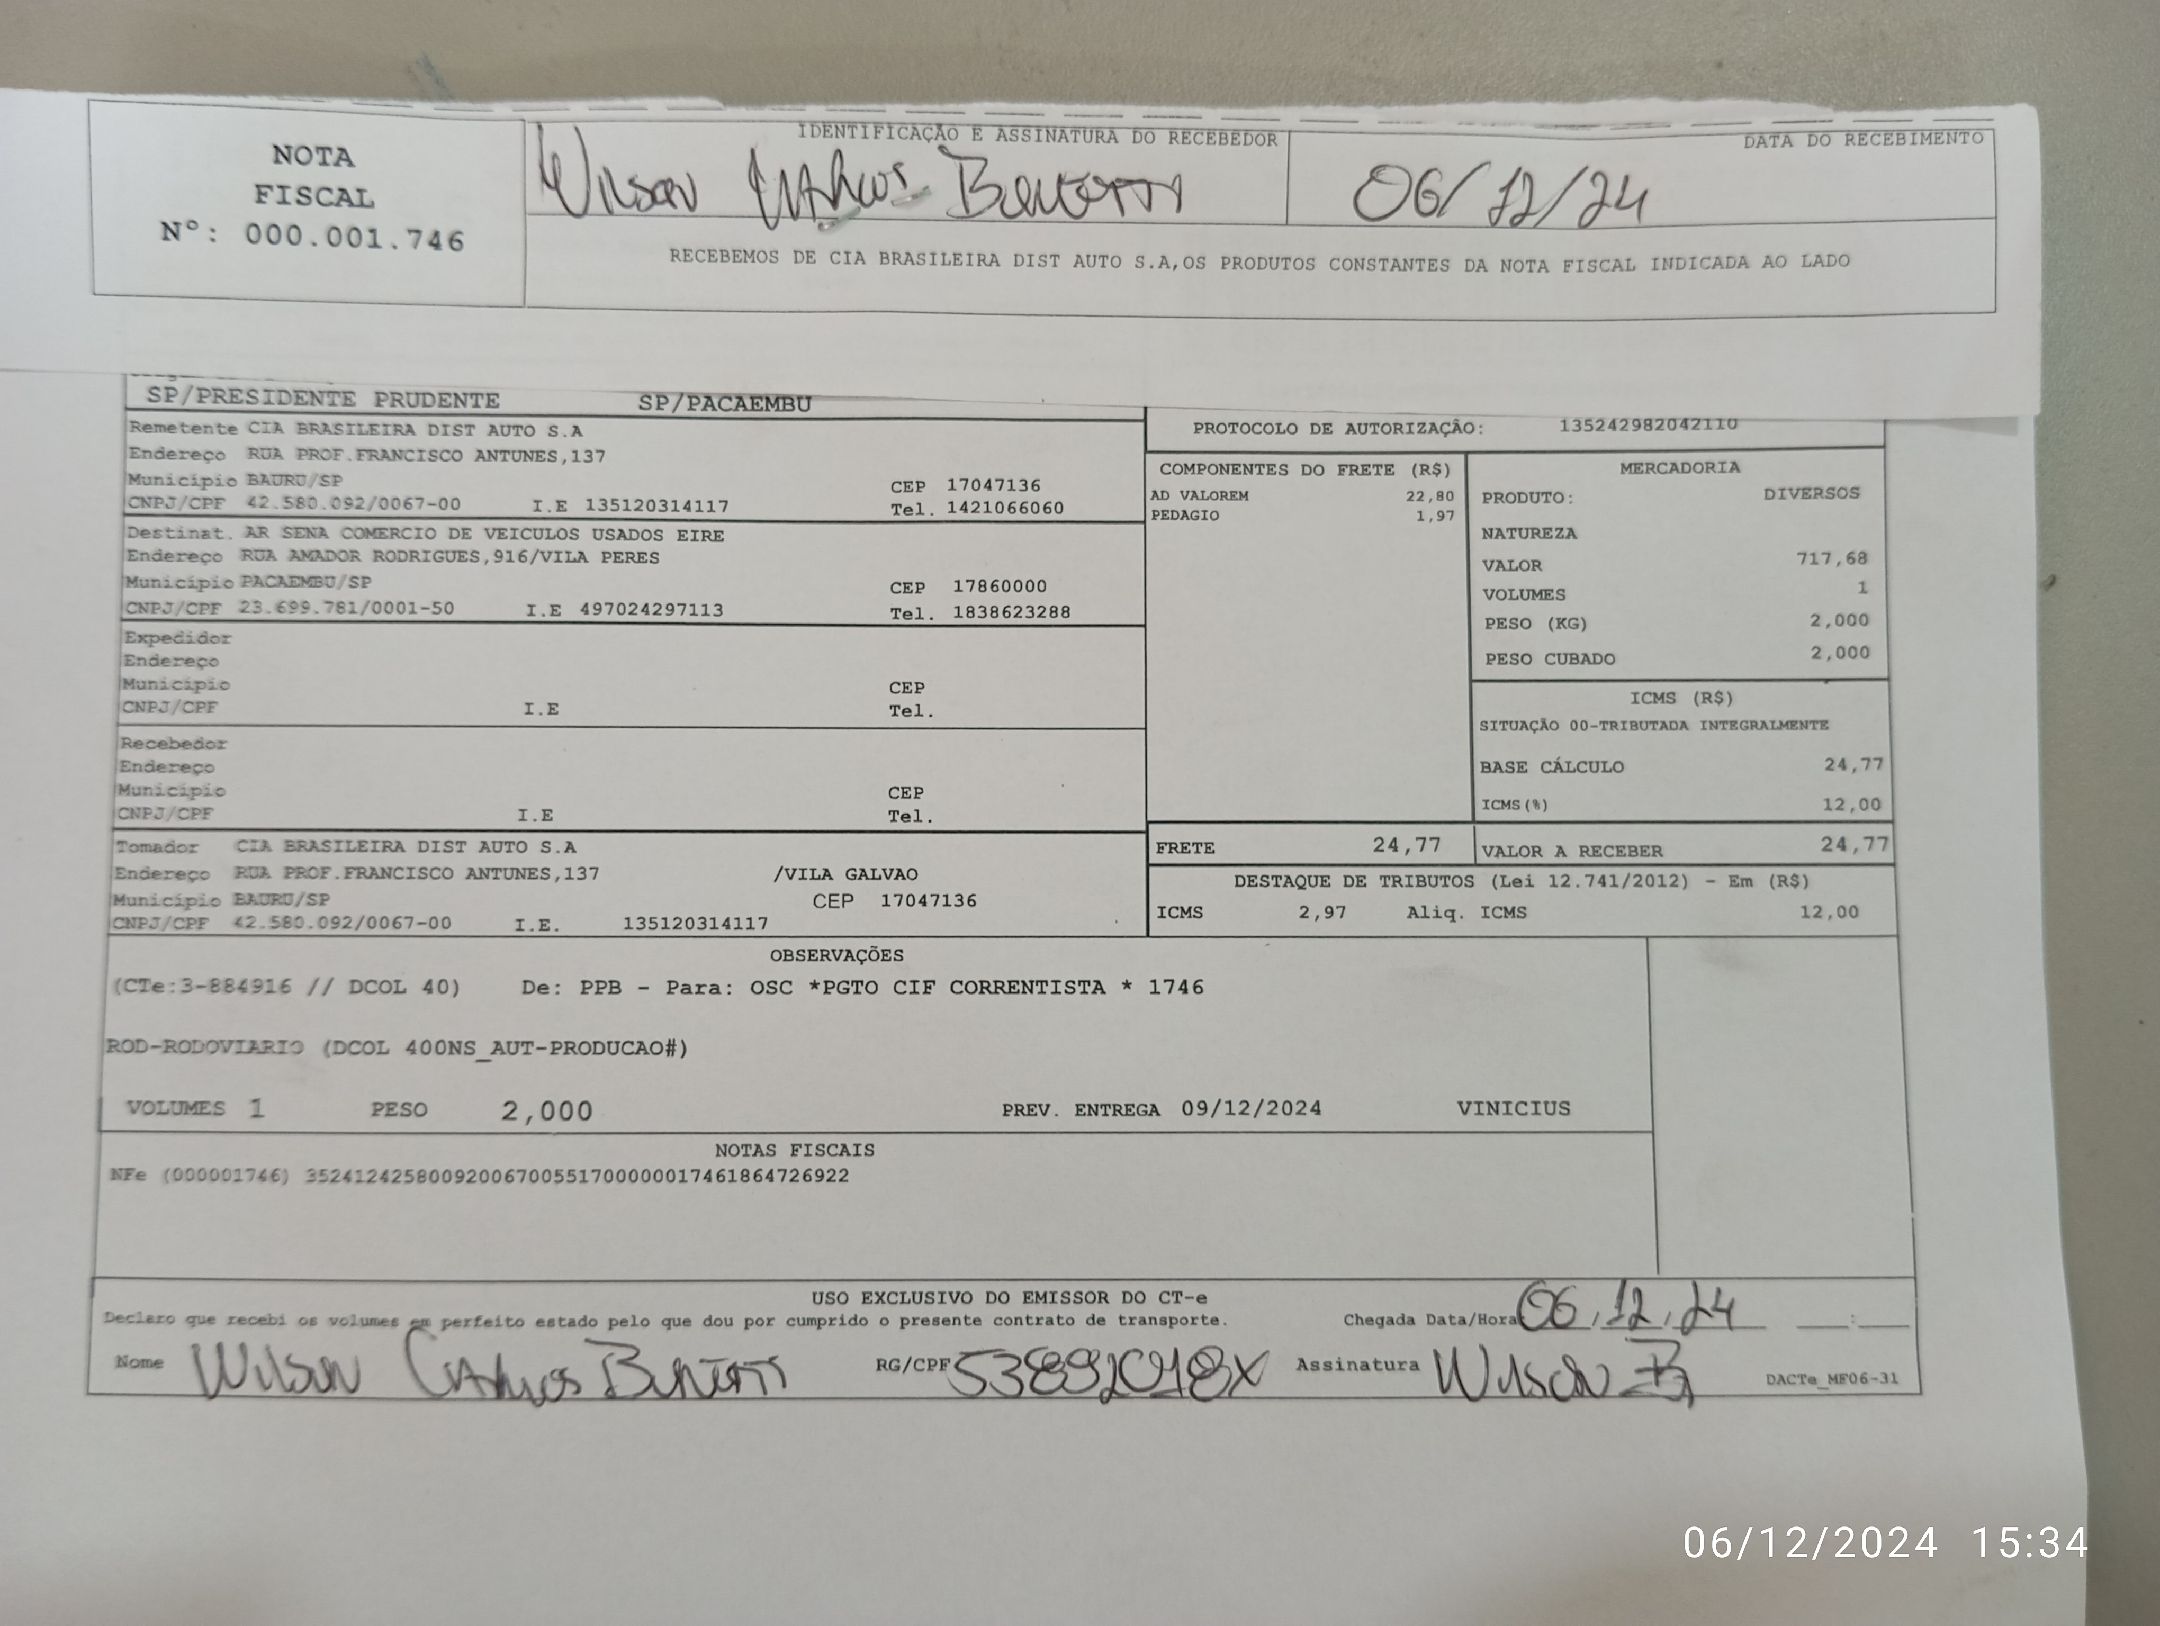 NOTA
FISCAL
Nº: 000.001.746
IDENTIFICAÇÃO E ASSINATURA DO RECEBEDOR
Wilson Carlos
DATA DO RECEBIMENTO
06/12/24
RECEBEMOS DE CIA BRASILEIRA DIST AUTO S.A,OS PRODUTOS CONSTANTES DA NOTA FISCAL INDICADA AO LADO
SP/PRESIDENTE PRUDENTE SP/PACAEMBU
Remetente CIA BRASILEIRA DIST AUTO S.A
Endereço RUA PROF.FRANCISCO ANTUNES,137
Município BAURU/SP CEP 17047136
CNPJ/CPF 42.580.092/0067-00 I.E 135120314117 Tel. 1421066060
Destinat. AR SENA COMERCIO DE VEICULOS USADOS EIRE
Endereço RUA AMADOR RODRIGUES,916/VILA PERES
Município PACAEMBU/SP CEP 17860000
CNPJ/CPF 23.699.781/0001-50 I.E 497024297113 Tel. 1838623288
Expedidor
Endereço
Município CEP
CNPJ/CPF I.E Tel.
Recebedor
Endereço
Município CEP
CNPJ/CPF I.E Tel.
Tomador CIA BRASILEIRA DIST AUTO S.A
Endereço RUA PROF.FRANCISCO ANTUNES,137 /VILA GALVAO
Município BAURU/SP CEP 17047136
CNPJ/CPF 42.580.092/0067-00 I.E. 135120314117
PROTOCOLO DE AUTORIZAÇÃO: 135242982042110
COMPONENTES DO FRETE (R$)
AD VALOREM 22,80
PEDAGIO 1,97
MERCADORIA
PRODUTO: DIVERSOS
NATUREZA
VALOR 717,68
VOLUMES 1
PESO (KG) 2,000
PESO CUBADO 2,000
ICMS (R$)
SITUAÇÃO 00-TRIBUTADA INTEGRALMENTE
BASE CÁLCULO 24,77
ICMS(%) 12,00
FRETE 24,77 VALOR A RECEBER 24,77
DESTAQUE DE TRIBUTOS (Lei 12.741/2012) - Em (R$)
ICMS 2,97 Aliq. ICMS 12,00
OBSERVAÇÕES
(CTe:3-884916 // DCOL 40) De: PPB - Para: OSC *PGTO CIF CORRENTISTA * 1746
ROD-RODOVIARIO (DCOL 400NS_AUT-PRODUCAO#)
VOLUMES 1 PESO 2,000 PREV. ENTREGA 09/12/2024 VINICIUS
NOTAS FISCAIS
NFe (000001746) 35241242580092006700551700000017461864726922
USO EXCLUSIVO DO EMISSOR DO CT-e
Declaro que recebi os volumes em perfeito estado pelo que dou por cumprido o presente contrato de transporte. Chegada Data/Hora 06,12,24 :
Nome Wilson Carlos RG/CPF 53892018X Assinatura Wilson B
DACTe_MF06-31
06/12/2024 15:34